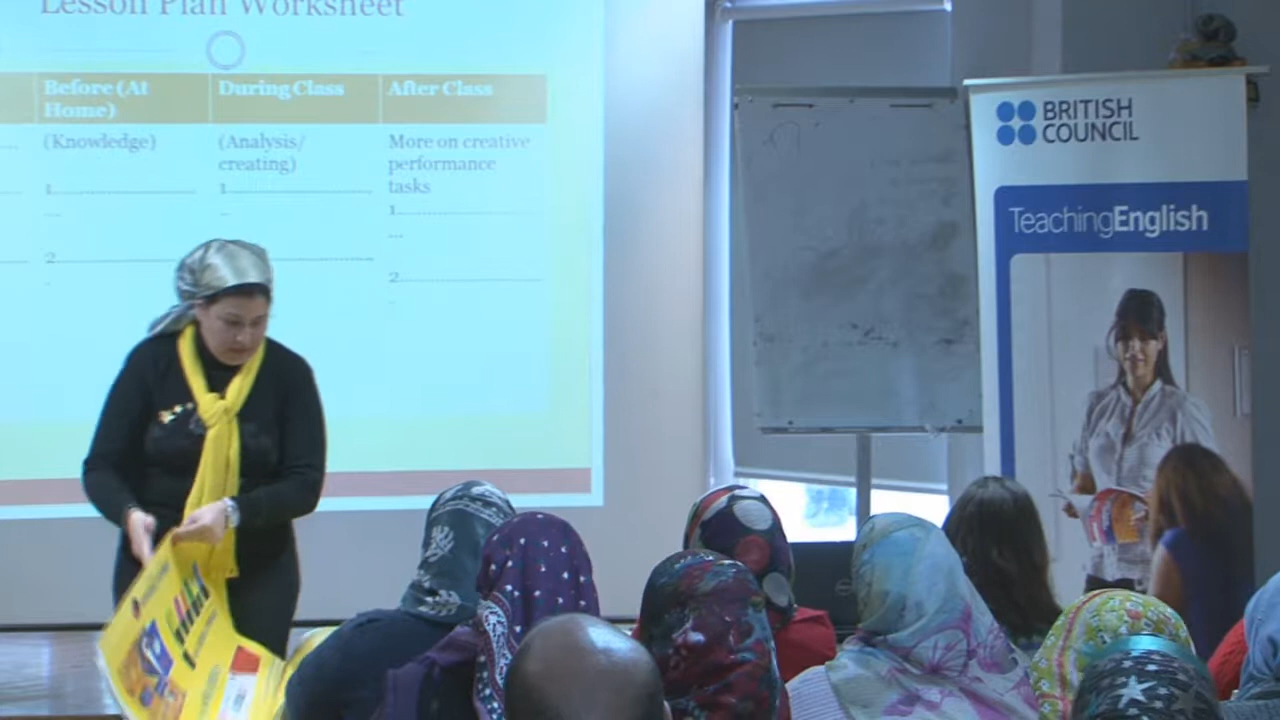 Lesson Plan Worksheet
Before (At
Home)
During Class
After Class
(Knowledge)
(Analysis/
creating)
More on creative
performance
tasks
1
1
1
2
2
BRITISH
COUNCIL
TeachingEnglish